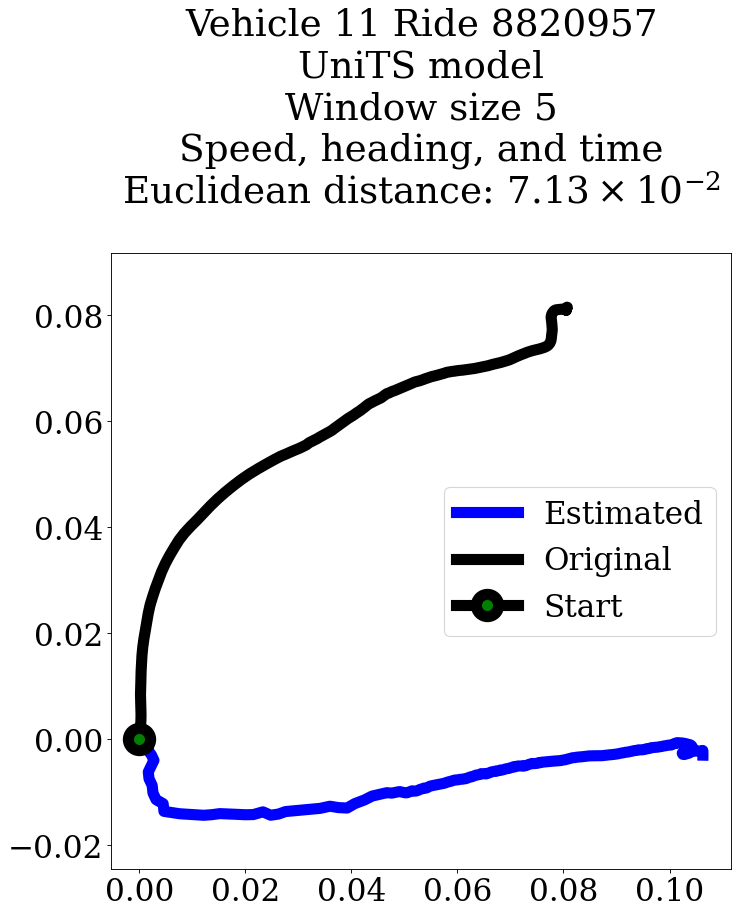 Vehicle 11 Ride 8820957
UniTS model
Window size 5
Speed, heading, and time
Euclidean distance: 7.13 × 10⁻²
0.08
0.06
0.04
0.02
0.00
−0.02
Estimated
Original
Start
0.00 0.02 0.04 0.06 0.08 0.10